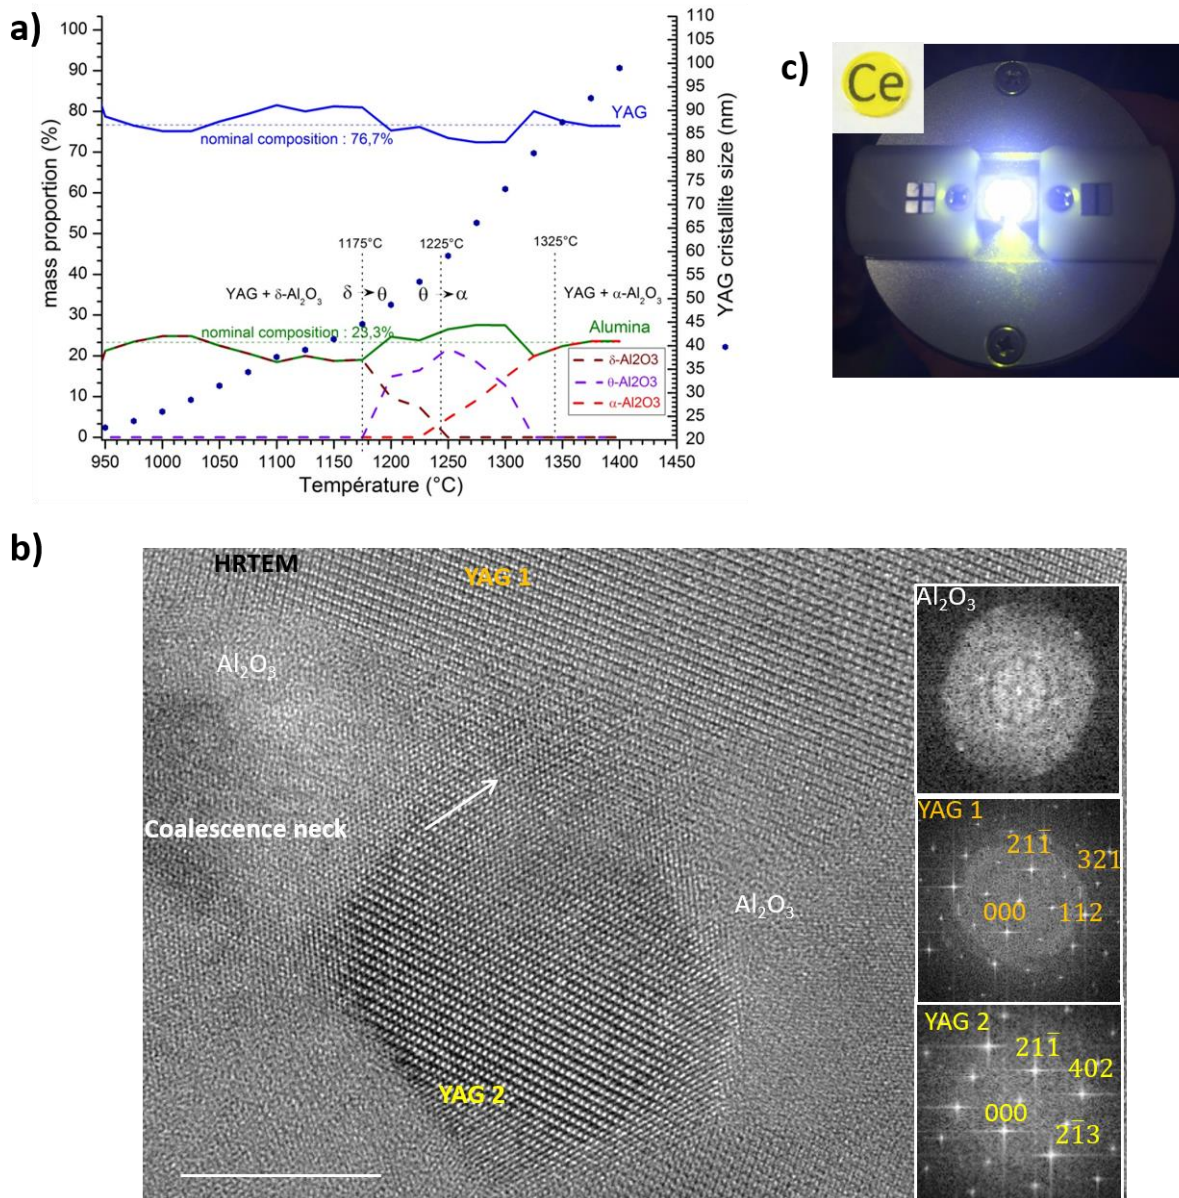 a)
mass proportion (%)
100
90
80
70
60
50
40
30
20
10
0
950
1000
1050
1100
1150
1200
1250
1300
1350
1400
1450
Température (°C)
110
105
100
95
90
85
80
75
70
65
60
55
50
45
40
35
30
25
20
YAG cristallite size (nm)
YAG
nominal composition : 76,7%
1175°C
1225°C
1325°C
YAG + δ-Al₂O₃
δ ➤ θ
θ ➤ α
YAG + α-Al₂O₃
nominal composition : 23,3%
Alumina
δ-Al2O3
θ-Al2O3
α-Al2O3
c)
Ce
b)
HRTEM
YAG 1
Al₂O₃
Coalescence neck
Al₂O₃
YAG 2
Al₂O₃
YAG 1
211̅
321
000
112
YAG 2
211̅
402
000
21̅3